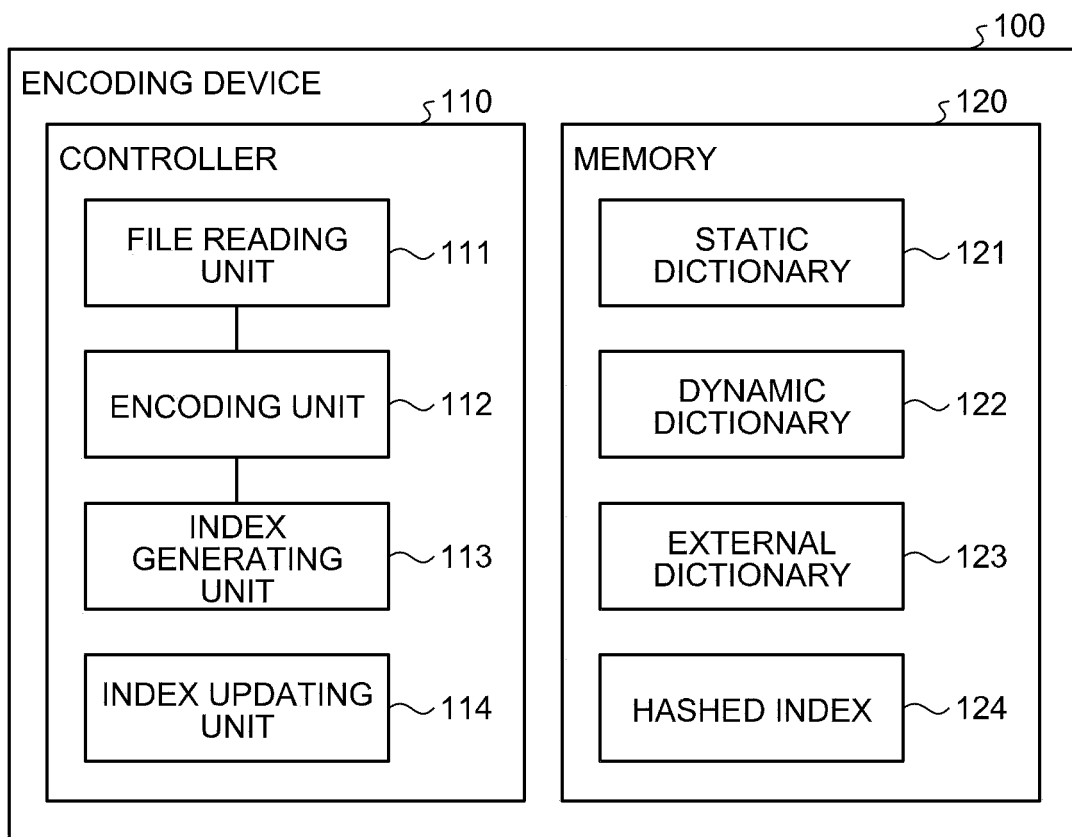 100
ENCODING DEVICE
110
CONTROLLER
FILE READING
UNIT
111
ENCODING UNIT
112
INDEX
GENERATING
UNIT
113
INDEX UPDATING
UNIT
114
120
MEMORY
STATIC
DICTIONARY
121
DYNAMIC
DICTIONARY
122
EXTERNAL
DICTIONARY
123
HASHED INDEX
124